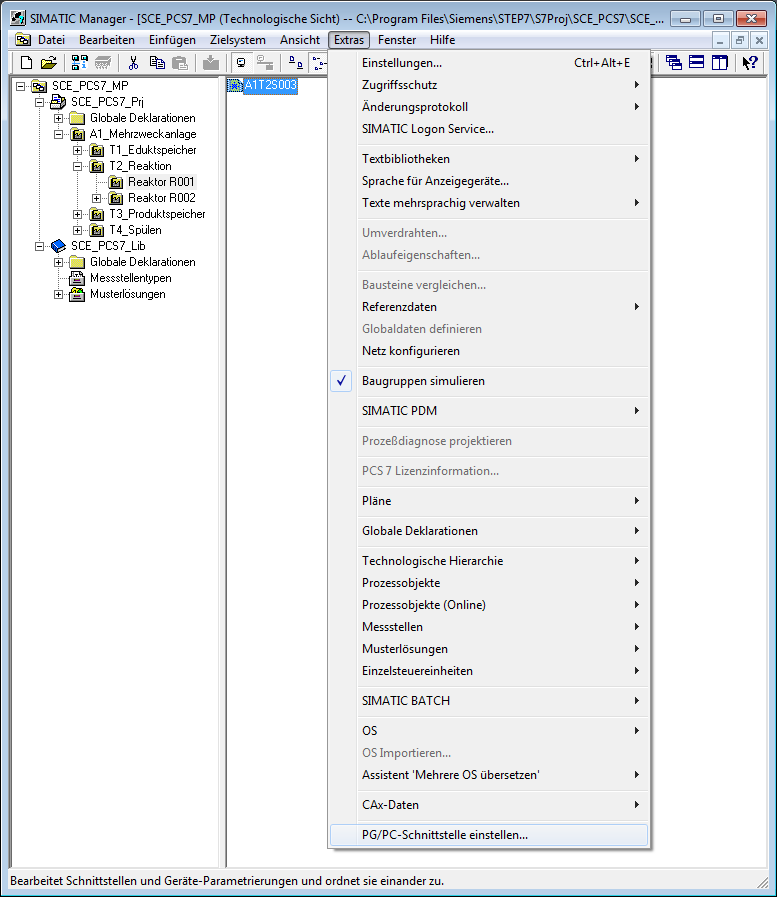 SIMATIC Manager - [SCE_PCS7_MP (Technologische Sicht) -- C:\Program Files\Siemens\STEP7\S7Proj\SCE_PCS7\SCE_...
Datei Bearbeiten Einfügen Zielsystem Ansicht Extras Fenster Hilfe
SCE_PCS7_MP
SCE_PCS7_Prj
Globale Deklarationen
A1_Mehrzweckanlage
T1_Eduktspeicher
T2_Reaktion
Reaktor R001
Reaktor R002
T3_Produktspeicher
T4_Spülen
SCE_PCS7_Lib
Globale Deklarationen
Messstellentypen
Musterlösungen
A1T2S003
Einstellungen... Ctrl+Alt+E
Zugriffsschutz
Änderungsprotokoll
SIMATIC Logon Service...
Textbibliotheken
Sprache für Anzeigegeräte...
Texte mehrsprachig verwalten
Umverdrahten...
Ablaufeigenschaften...
Bausteine vergleichen...
Referenzdaten
Globaldaten definieren
Netz konfigurieren
Baugruppen simulieren
SIMATIC PDM
Prozeßdiagnose projektieren
PCS 7 Lizenzinformation...
Pläne
Globale Deklarationen
Technologische Hierarchie
Prozessobjekte
Prozessobjekte (Online)
Messstellen
Musterlösungen
Einzelsteuereinheiten
SIMATIC BATCH
OS
OS Importieren...
Assistent 'Mehrere OS übersetzen'
CAx-Daten
PG/PC-Schnittstelle einstellen...
Bearbeitet Schnittstellen und Geräte-Parametrierungen und ordnet sie einander zu.